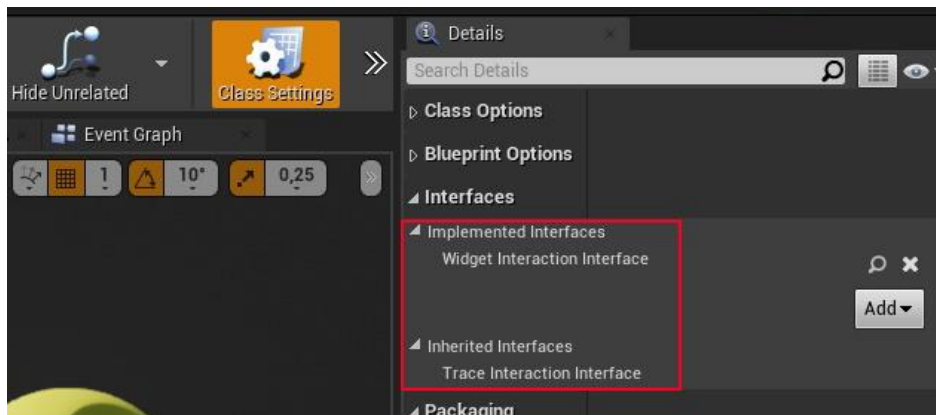 Hide Unrelated
Class Settings
Event Graph
1
10°
0,25
Details
Search Details
Class Options
Blueprint Options
Interfaces
Implemented Interfaces
Widget Interaction Interface
Add
Inherited Interfaces
Trace Interaction Interface
Packaging